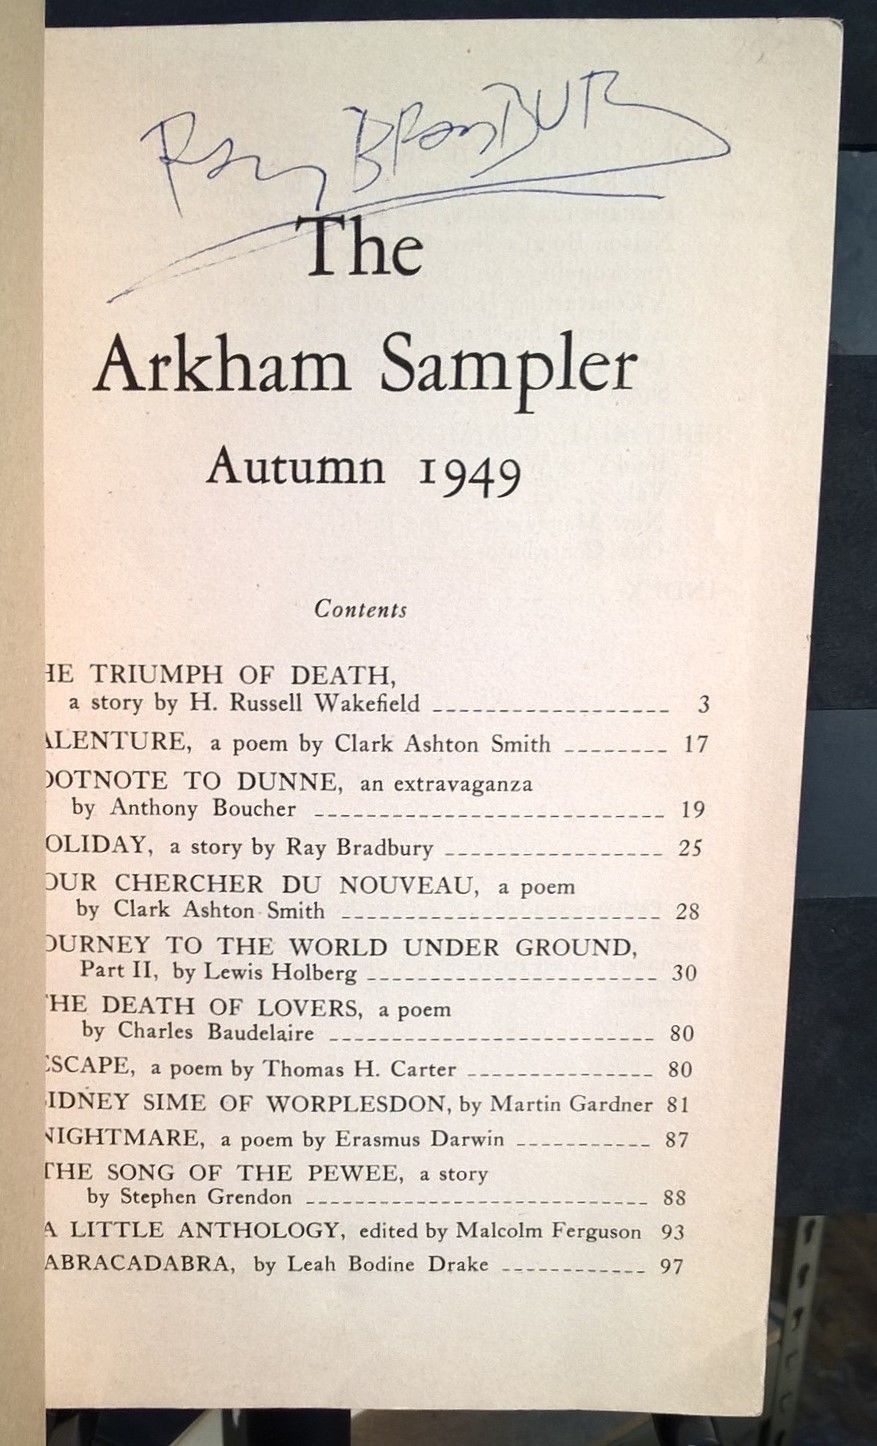 Ray BRADBURY
The
Arkham Sampler
Autumn 1949
Contents
HE TRIUMPH OF DEATH,
a story by H. Russell Wakefield 3
ALENTURE, a poem by Clark Ashton Smith 17
OOTNOTE TO DUNNE, an extravaganza
by Anthony Boucher 19
OLIDAY, a story by Ray Bradbury 25
OUR CHERCHER DU NOUVEAU, a poem
by Clark Ashton Smith 28
OURNEY TO THE WORLD UNDER GROUND,
Part II, by Lewis Holberg 30
THE DEATH OF LOVERS, a poem
by Charles Baudelaire 80
ESCAPE, a poem by Thomas H. Carter 80
SIDNEY SIME OF WORPLESDON, by Martin Gardner 81
NIGHTMARE, a poem by Erasmus Darwin 87
THE SONG OF THE PEWEE, a story
by Stephen Grendon 88
A LITTLE ANTHOLOGY, edited by Malcolm Ferguson 93
ABRACADABRA, by Leah Bodine Drake 97